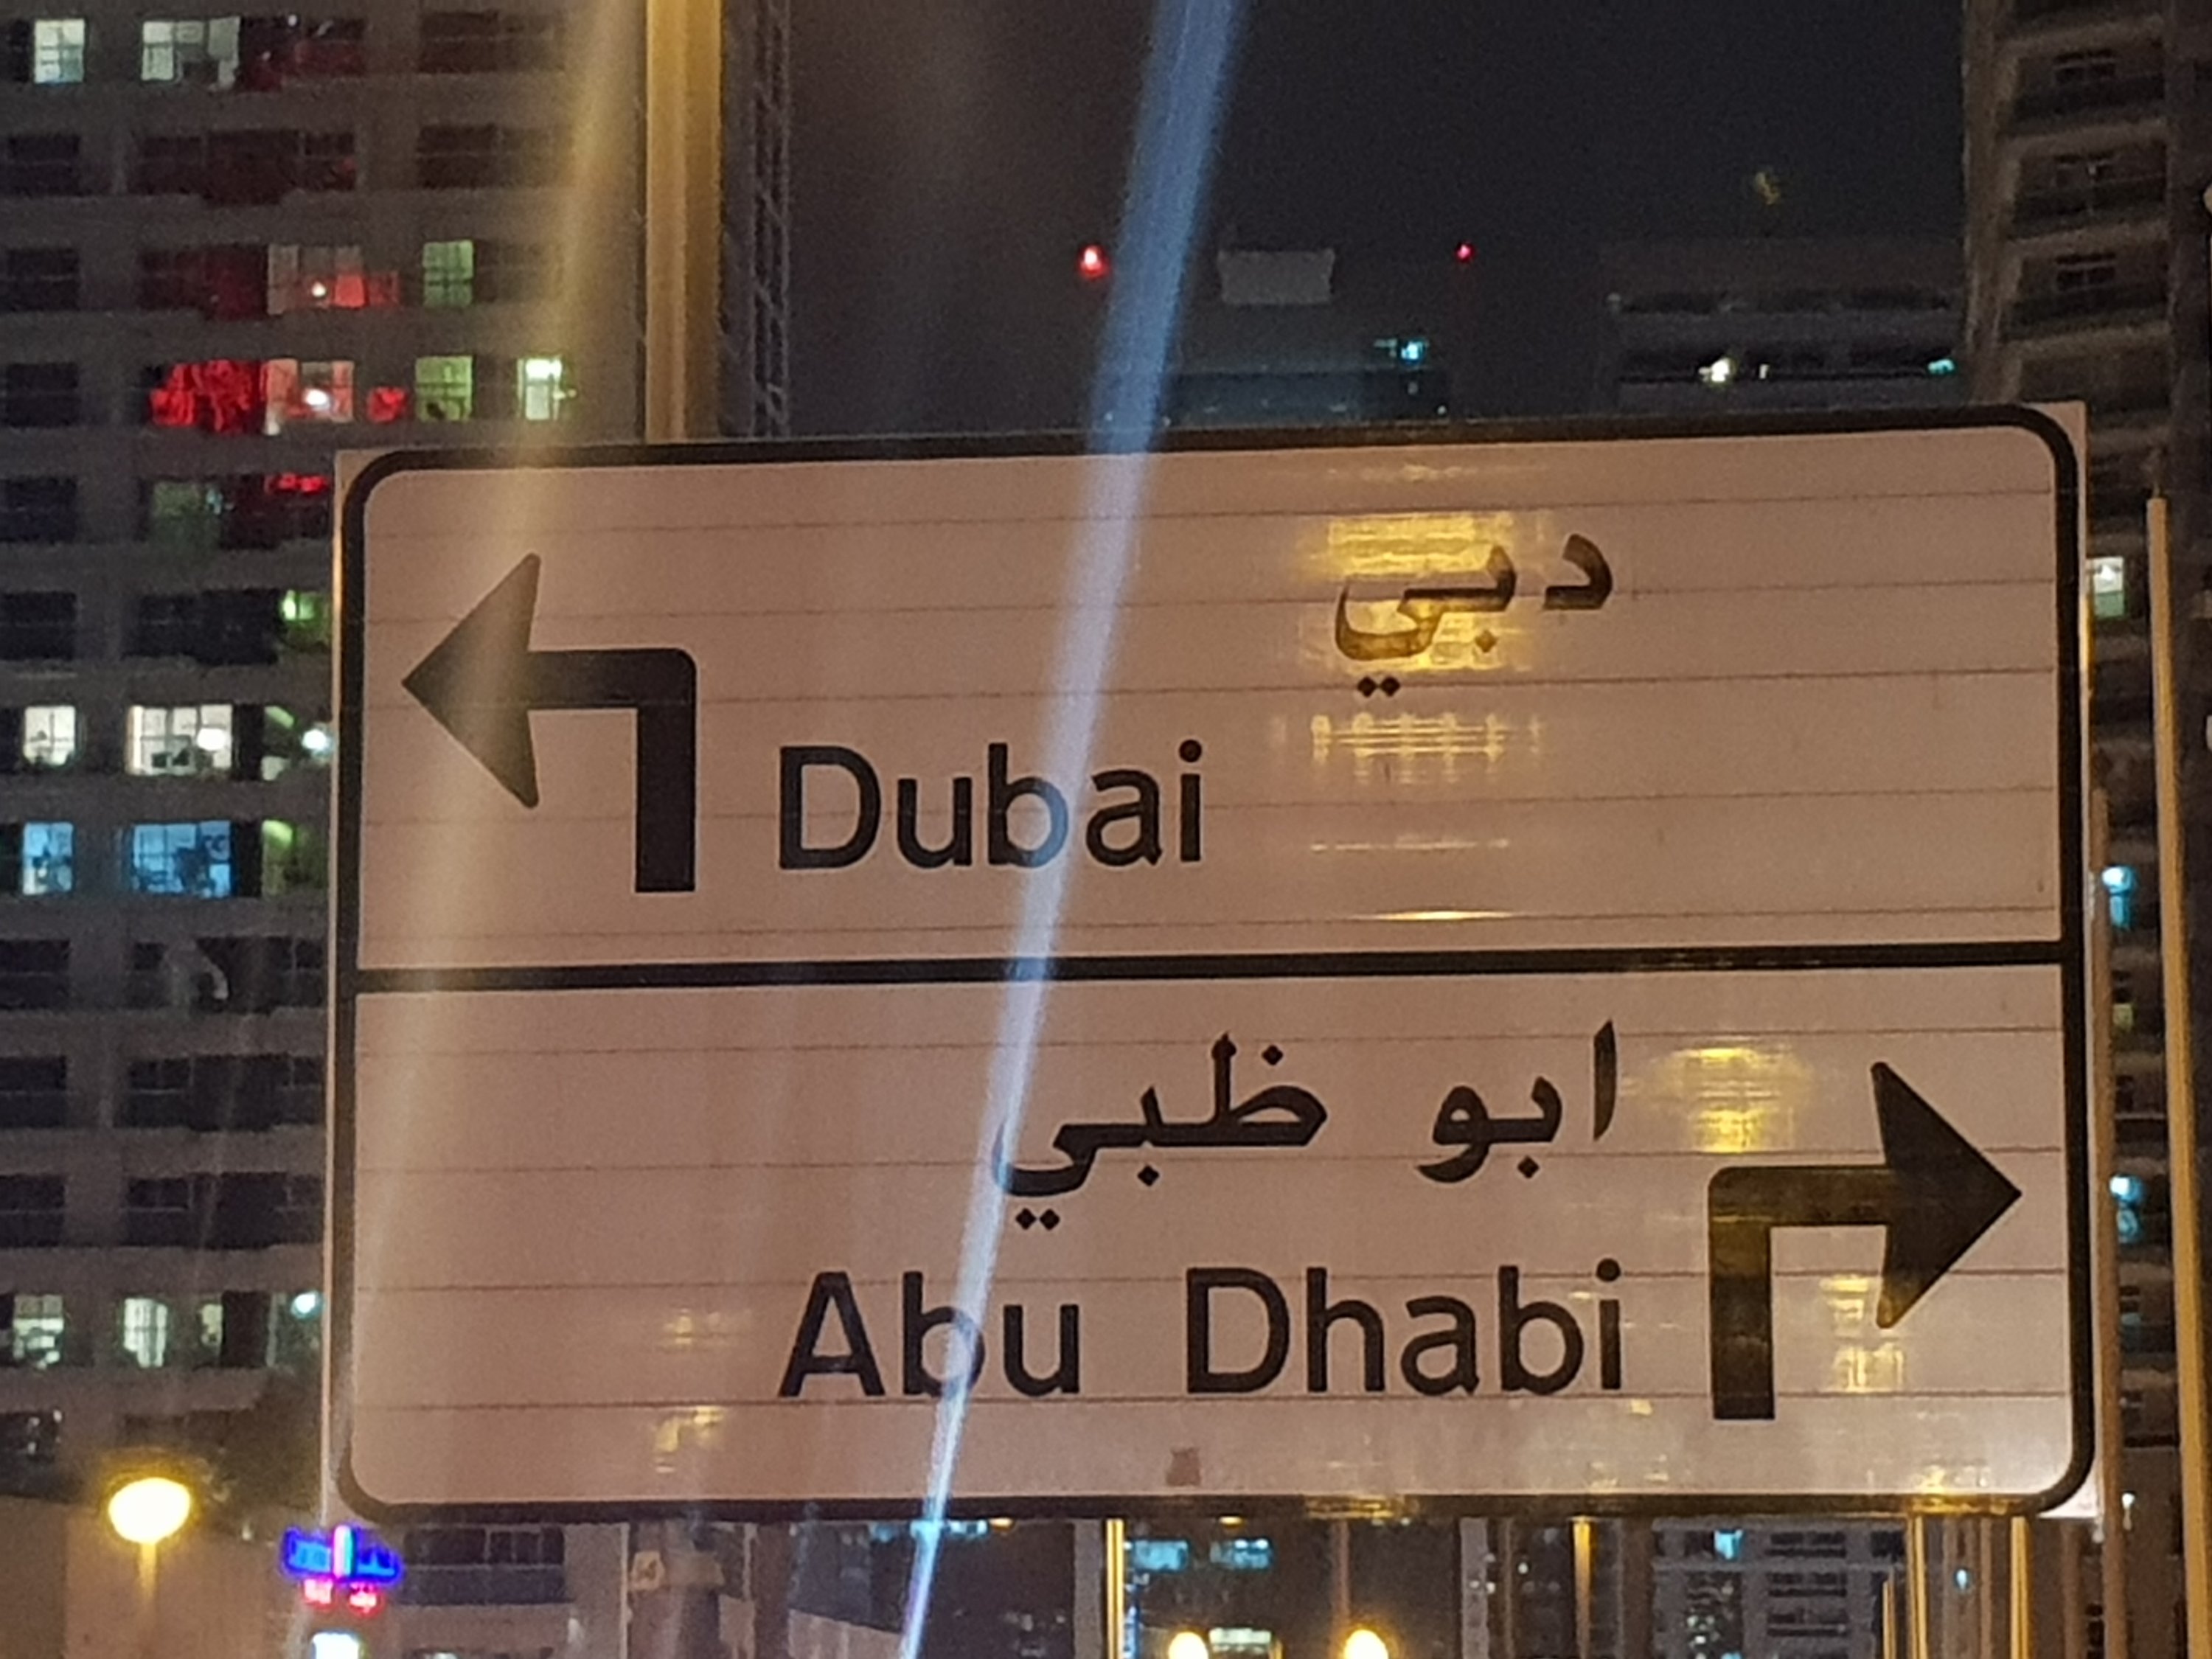 دبي
Dubai
ابو ظبي
Abu Dhabi